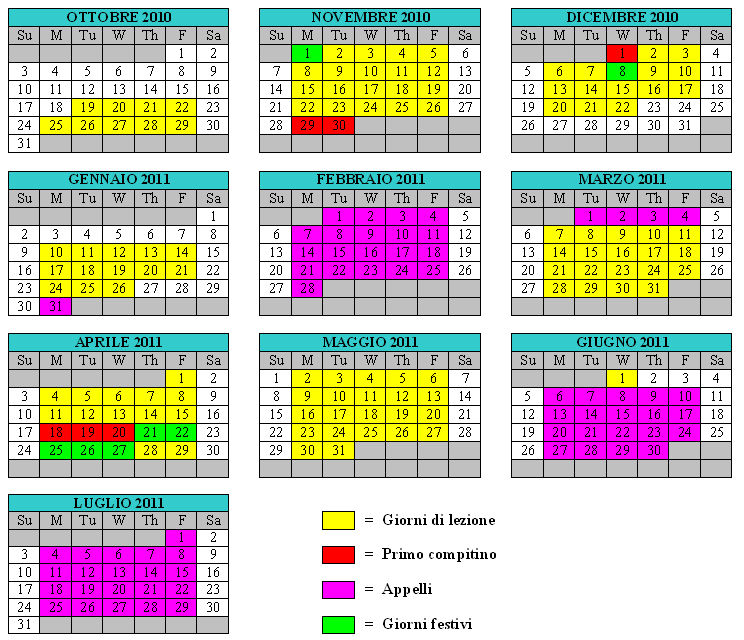 OTTOBRE 2010
Su M Tu W Th F Sa
1 2
3 4 5 6 7 8 9
10 11 12 13 14 15 16
17 18 19 20 21 22 23
24 25 26 27 28 29 30
31
NOVEMBRE 2010
Su M Tu W Th F Sa
1 2 3 4 5 6
7 8 9 10 11 12 13
14 15 16 17 18 19 20
21 22 23 24 25 26 27
28 29 30
DICEMBRE 2010
Su M Tu W Th F Sa
1 2 3 4
5 6 7 8 9 10 11
12 13 14 15 16 17 18
19 20 21 22 23 24 25
26 27 28 29 30 31
GENNAIO 2011
Su M Tu W Th F Sa
1
2 3 4 5 6 7 8
9 10 11 12 13 14 15
16 17 18 19 20 21 22
23 24 25 26 27 28 29
30 31
FEBBRAIO 2011
Su M Tu W Th F Sa
1 2 3 4 5
6 7 8 9 10 11 12
13 14 15 16 17 18 19
20 21 22 23 24 25 26
27 28
MARZO 2011
Su M Tu W Th F Sa
1 2 3 4 5
6 7 8 9 10 11 12
13 14 15 16 17 18 19
20 21 22 23 24 25 26
27 28 29 30 31
APRILE 2011
Su M Tu W Th F Sa
1 2
3 4 5 6 7 8 9
10 11 12 13 14 15 16
17 18 19 20 21 22 23
24 25 26 27 28 29 30
MAGGIO 2011
Su M Tu W Th F Sa
1 2 3 4 5 6 7
8 9 10 11 12 13 14
15 16 17 18 19 20 21
22 23 24 25 26 27 28
29 30 31
GIUGNO 2011
Su M Tu W Th F Sa
1 2 3 4
5 6 7 8 9 10 11
12 13 14 15 16 17 18
19 20 21 22 23 24 25
26 27 28 29 30
LUGLIO 2011
Su M Tu W Th F Sa
1 2
3 4 5 6 7 8 9
10 11 12 13 14 15 16
17 18 19 20 21 22 23
24 25 26 27 28 29 30
31
= Giorni di lezione
= Primo compitino
= Appelli
= Giorni festivi